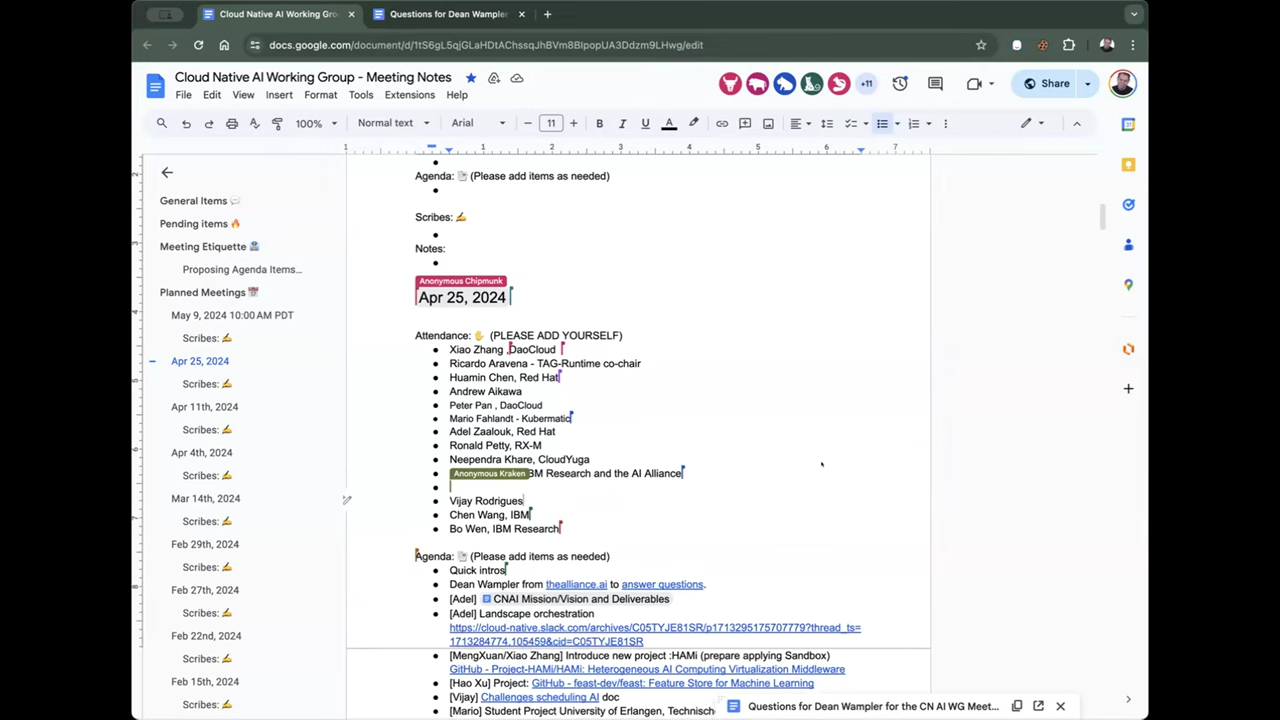 Cloud Native AI Working Gro
Questions for Dean Wampler
docs.google.com/document/d/1tS6gL5qjGLaHDtAChssqJhBVm8BlpopUA3Ddzm9LHwg/edit
Cloud Native AI Working Group - Meeting Notes
File Edit View Insert Format Tools Extensions Help
+11
Share
100%
Normal text
Arial
11
1 1 2 3 4 5 6 7
General Items 💬
Pending items 🔥
Meeting Etiquette
Proposing Agenda Items...
Planned Meetings 📅
May 9, 2024 10:00 AM PDT
Scribes: ✍
Apr 25, 2024
Scribes: ✍
Apr 11th, 2024
Scribes: ✍
Apr 4th, 2024
Scribes: ✍
Mar 14th, 2024
Scribes: ✍
Feb 29th, 2024
Scribes: ✍
Feb 27th, 2024
Scribes: ✍
Feb 22nd, 2024
Scribes: ✍
Feb 15th, 2024
Scribes: ✍
Agenda: (Please add items as needed)
Scribes: ✍
Notes:
Anonymous Chipmunk
Apr 25, 2024
Attendance: ✋ (PLEASE ADD YOURSELF)
Xiao Zhang ,DaoCloud
Ricardo Aravena - TAG-Runtime co-chair
Huamin Chen, Red Hat
Andrew Aikawa
Peter Pan , DaoCloud
Mario Fahlandt - Kubermatic
Adel Zaalouk, Red Hat
Ronald Petty, RX-M
Neependra Khare, CloudYuga
Anonymous Kraken BM Research and the AI Alliance
Vijay Rodrigues
Chen Wang, IBM
Bo Wen, IBM Research
Agenda: (Please add items as needed)
Quick intros
Dean Wampler from thealliance.ai to answer questions.
[Adel] CNAI Mission/Vision and Deliverables
[Adel] Landscape orchestration
https://cloud-native.slack.com/archives/C05TYJE81SR/p1713295175707779?thread_ts=
1713284774.105459&cid=C05TYJE81SR
[MengXuan/Xiao Zhang] Introduce new project :HAMi (prepare applying Sandbox)
GitHub - Project-HAMi/HAMi: Heterogeneous AI Computing Virtualization Middleware
[Hao Xu] Project: GitHub - feast-dev/feast: Feature Store for Machine Learning
[Vijay] Challenges scheduling AI doc
[Mario] Student Project University of Erlangen, Technisch
Questions for Dean Wampler for the CN AI WG Meet...